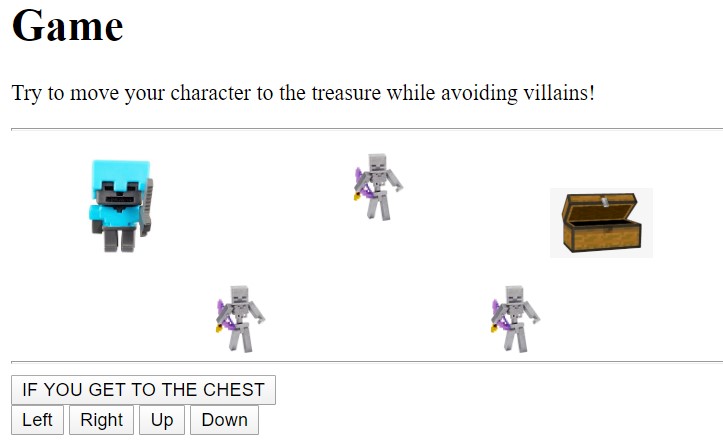 Game
Try to move your character to the treasure while avoiding villains!
IF YOU GET TO THE CHEST
Left Right Up Down